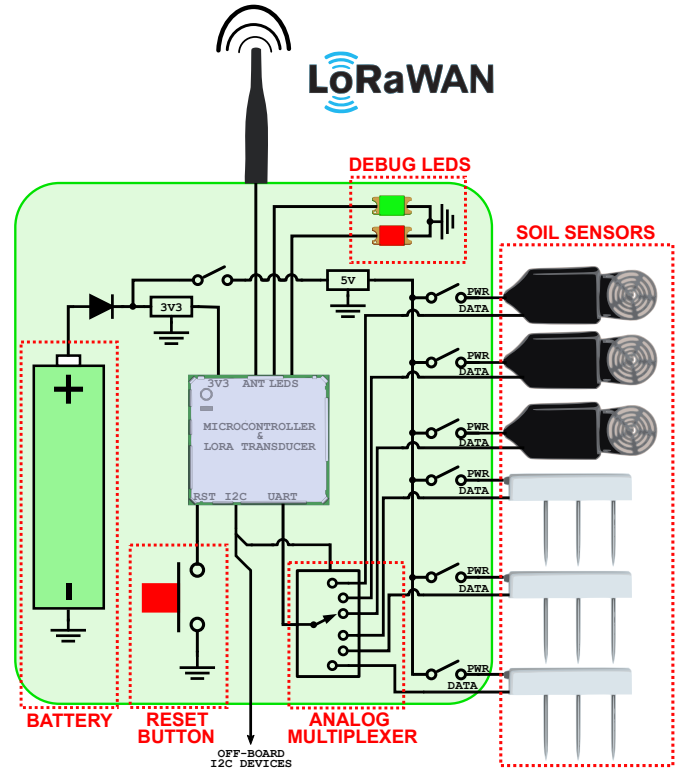 LoRaWAN
DEBUG LEDS
SOIL SENSORS
5V
3V3
PWR
DATA
PWR
DATA
PWR
DATA
PWR
DATA
PWR
DATA
PWR
DATA
3V3 ANT LEDS
MICROCONTROLLER
&
LORA TRANSDUCER
RST I2C UART
+
-
BATTERY
RESET
BUTTON
ANALOG
MULTIPLEXER
OFF-BOARD
I2C DEVICES